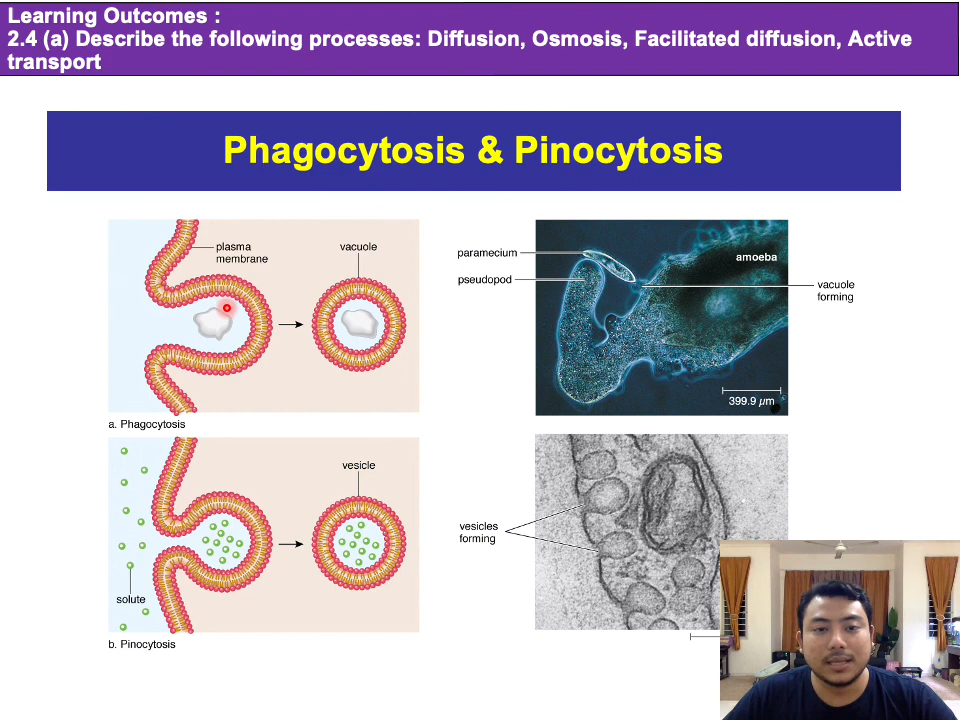 Learning Outcomes :
2.4 (a) Describe the following processes: Diffusion, Osmosis, Facilitated diffusion, Active
transport
Phagocytosis & Pinocytosis
plasma
membrane
vacuole
a. Phagocytosis
paramecium
pseudopod
amoeba
vacuole
forming
399.9 µm
solute
vesicle
b. Pinocytosis
vesicles
forming